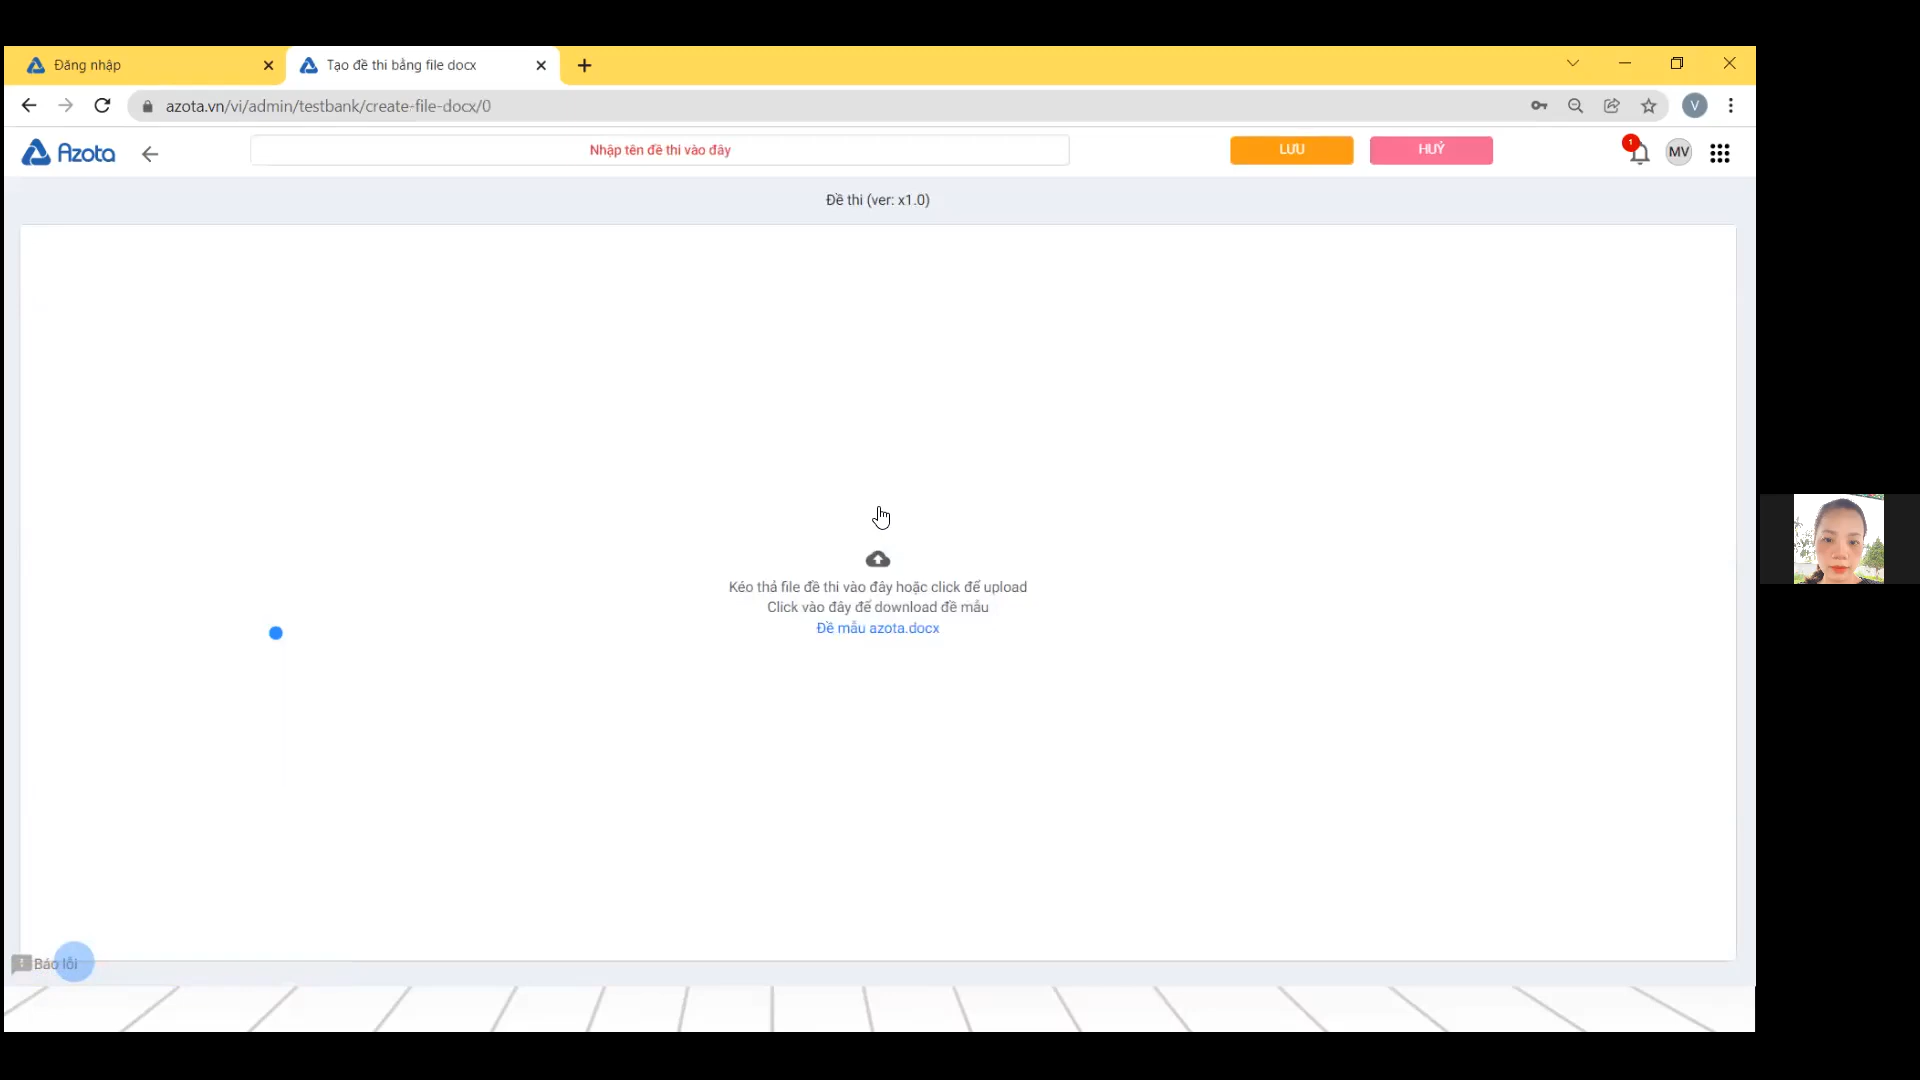 Đăng nhập
Tạo đề thi bằng file docx
azota.vn/vi/admin/testbank/create-file-docx/0
V
Azota
Nhập tên đề thi vào đây
LƯU
HUỶ
1
MV
Đề thi (ver: x1.0)
Kéo thả file đề thi vào đây hoặc click để upload
Click vào đây để download đề mẫu
Đề mẫu azota.docx
Báo lỗi